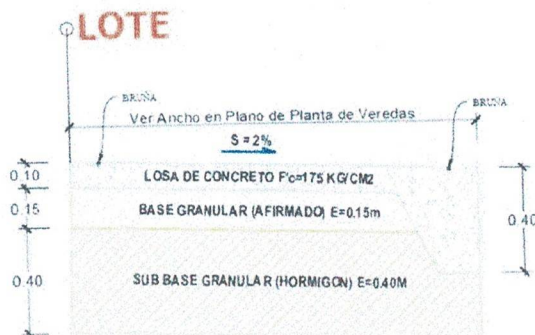 LOTE
BRUÑA
BRUÑA
Ver Ancho en Plano de Planta de Veredas
S = 2%
0.10
LOSA DE CONCRETO F'c=175 KG/CM2
0.15
BASE GRANULAR (AFIRMADO) E=0.15m
0.40
0.40
SUB BASE GRANULAR (HORMIGON) E=0.40M